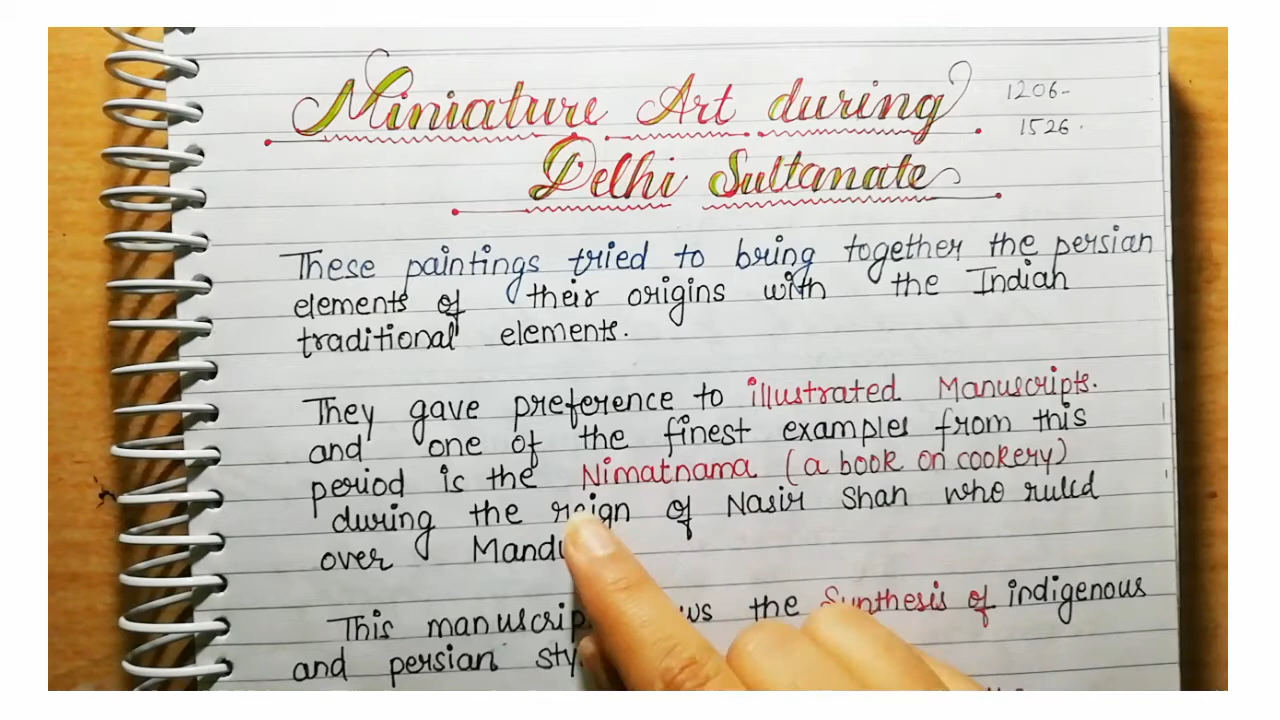 Miniature Art during
1206-
1526.
Delhi Sultanate
These paintings tried to bring together the persian
elements of their origins with the Indian
traditional elements.
They gave preference to illustrated Manuscripts.
and one of the finest examples from this
period is the Nimatnama (a book on cookery)
during the reign of Nasir Shah who ruled
over Mandu
This manuscrip ws the Synthesis of indigenous
and persian sty